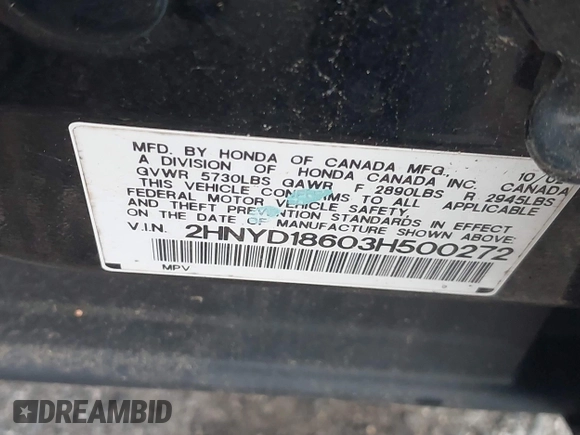 MFD. BY HONDA OF CANADA MFG., 10/0
A DIVISION OF HONDA CANADA INC. CANADA
GVWR 5730LBS GAWR F 2890LBS R 2945LBS
THIS VEHICLE CONFORMS TO ALL APPLICABLE
FEDERAL MOTOR VEHICLE SAFETY
AND THEFT PREVENTION STANDARDS IN EFFECT
ON THE DATE OF MANUFACTURE SHOWN ABOVE.
V.I.N. 2HNYD18603H500272
MPV
DREAMBID